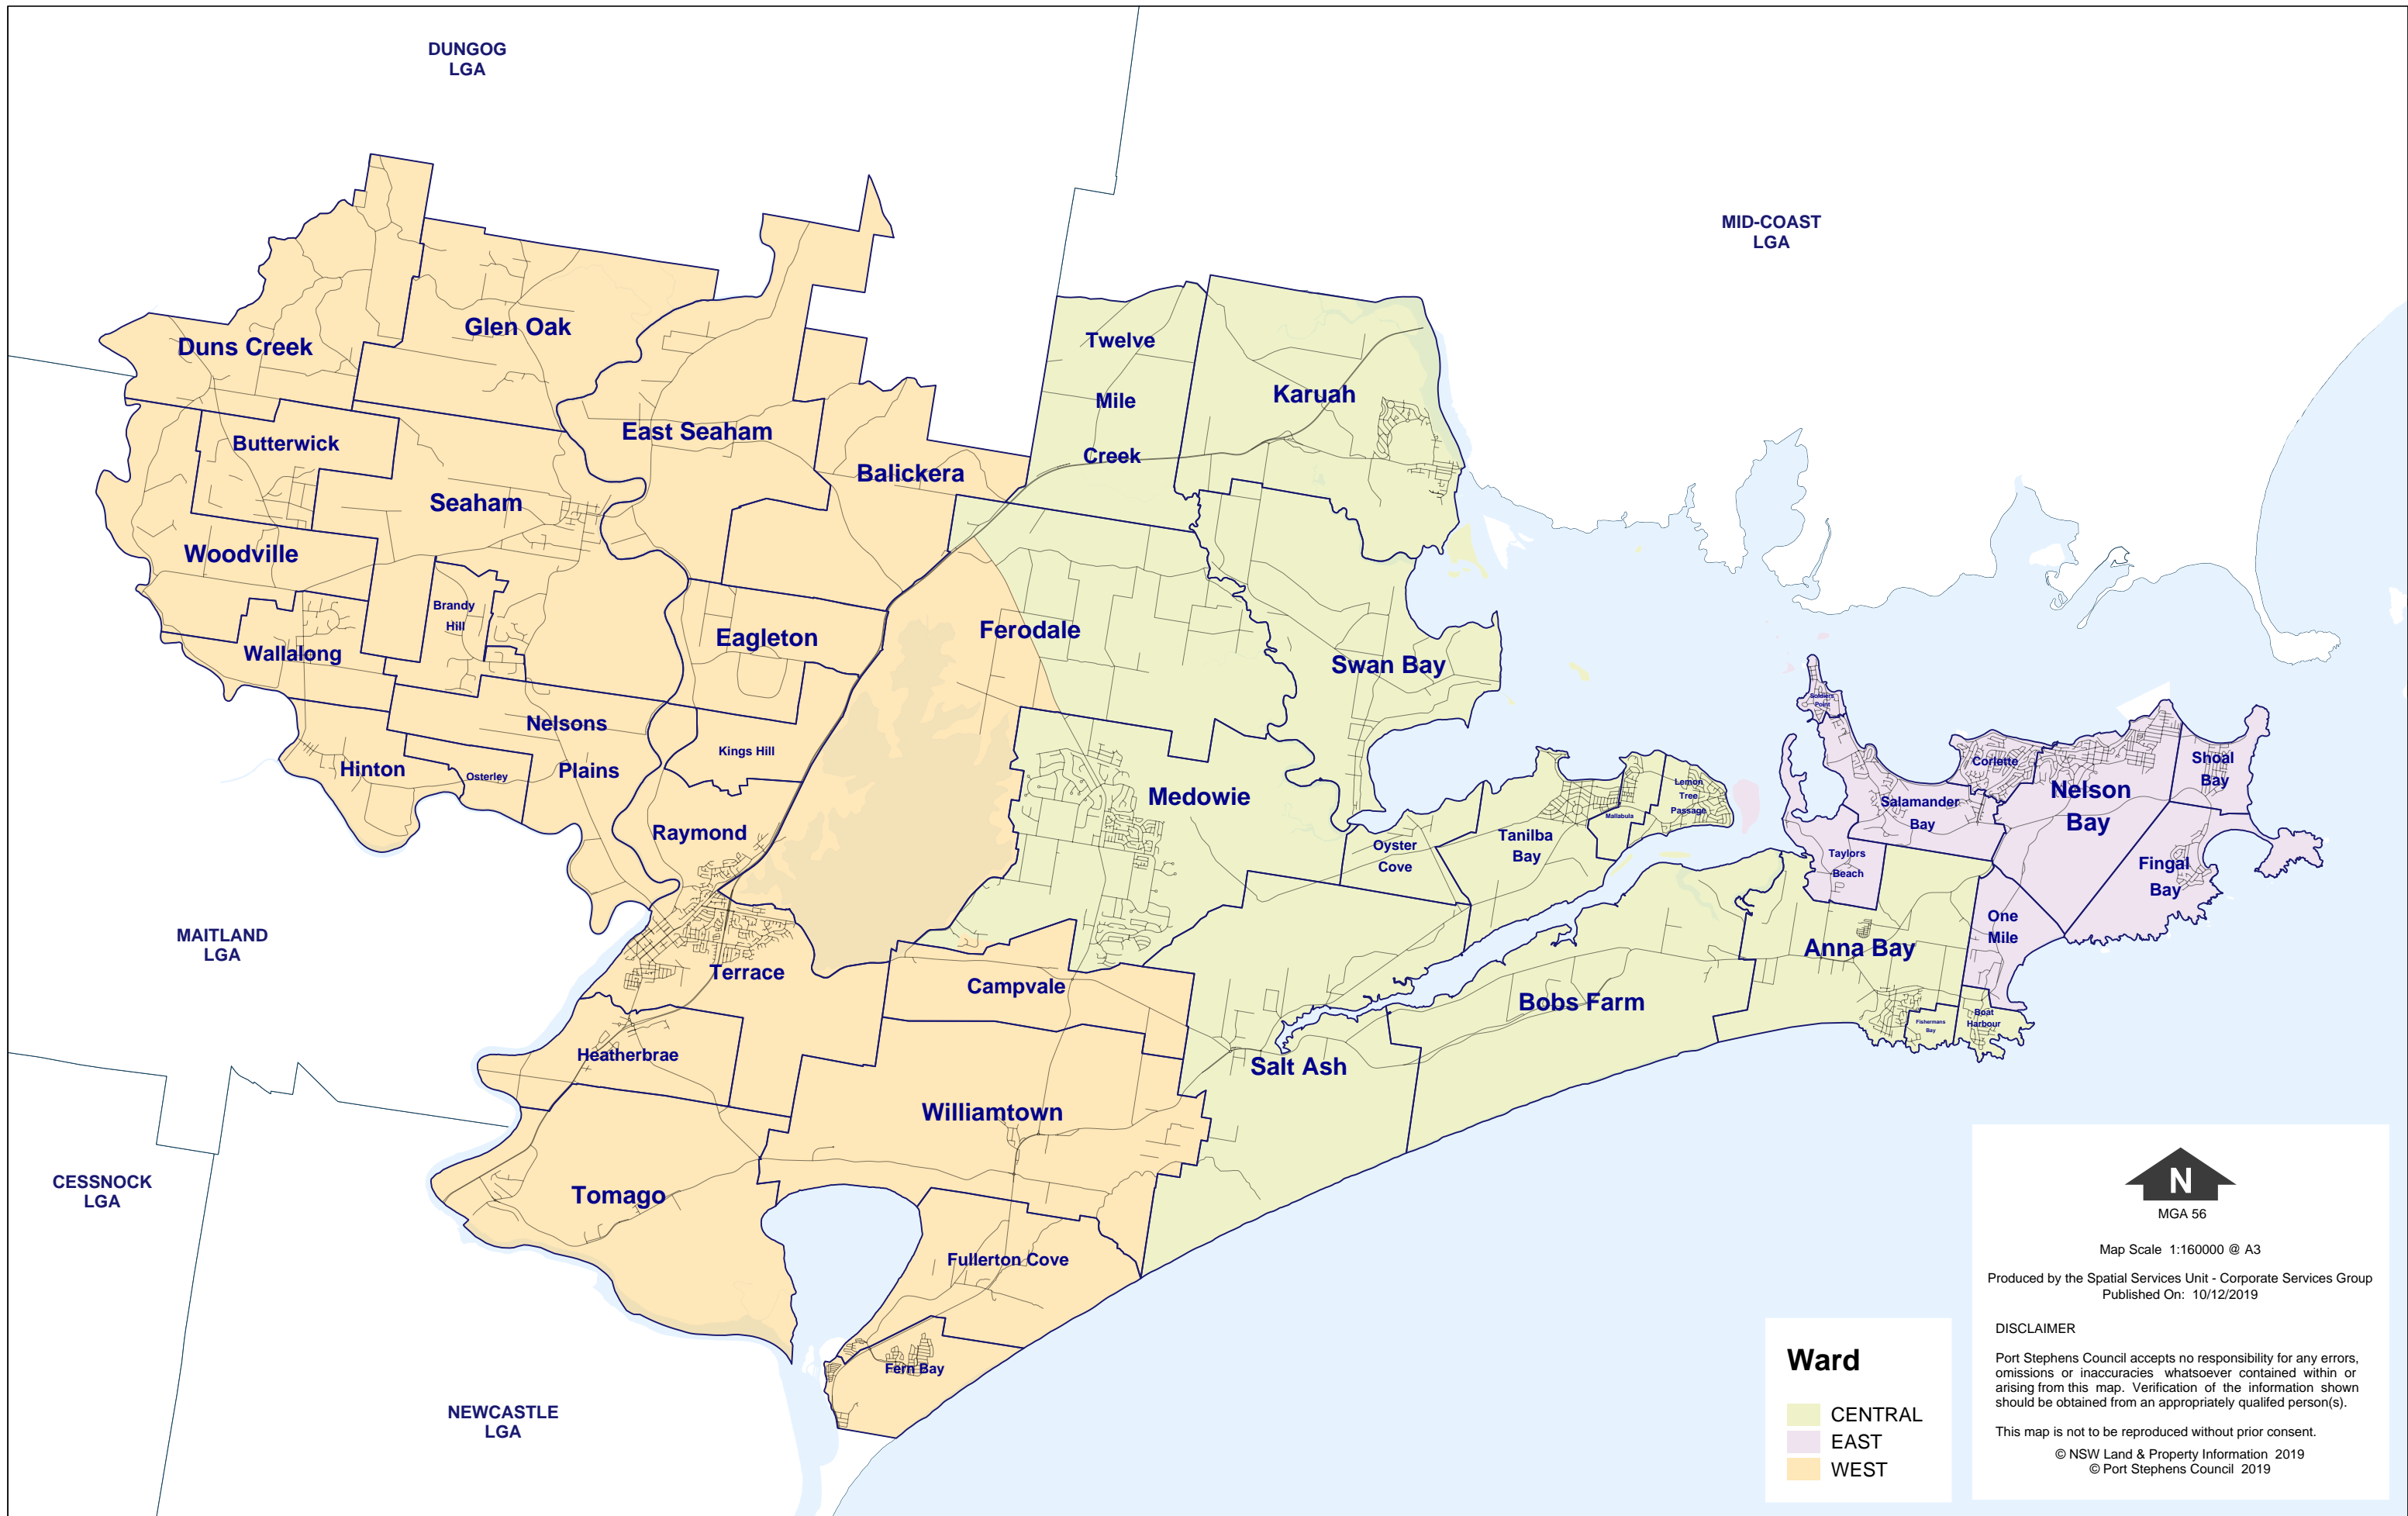 DUNGOG
LGA
MID-COAST
LGA
Duns Creek
Glen Oak
Twelve
Mile
Creek
Karuah
Butterwick
East Seaham
Balickera
Seaham
Woodville
Brandy
Hill
Wallalong
Eagleton
Ferodale
Swan Bay
Soldiers
Point
Nelsons
Plains
Kings Hill
Hinton
Osterley
Raymond
Terrace
Medowie
Oyster
Cove
Tanilba
Bay
Mallabula
Lemon
Tree
Passage
Corlette
Salamander
Bay
Nelson
Bay
Shoal
Bay
Taylors
Beach
Fingal
Bay
One
Mile
Anna Bay
MAITLAND
LGA
Campvale
Bobs Farm
Fishermans
Bay
Boat
Harbour
Heatherbrae
Salt Ash
Williamtown
CESSNOCK
LGA
Tomago
Fullerton Cove
Fern Bay
NEWCASTLE
LGA
Ward
CENTRAL
EAST
WEST
N
MGA 56
Map Scale 1:160000 @ A3
Produced by the Spatial Services Unit - Corporate Services Group
Published On: 10/12/2019
DISCLAIMER
Port Stephens Council accepts no responsibility for any errors,
omissions or inaccuracies whatsoever contained within or
arising from this map. Verification of the information shown
should be obtained from an appropriately qualifed person(s).
This map is not to be reproduced without prior consent.
© NSW Land & Property Information 2019
© Port Stephens Council 2019